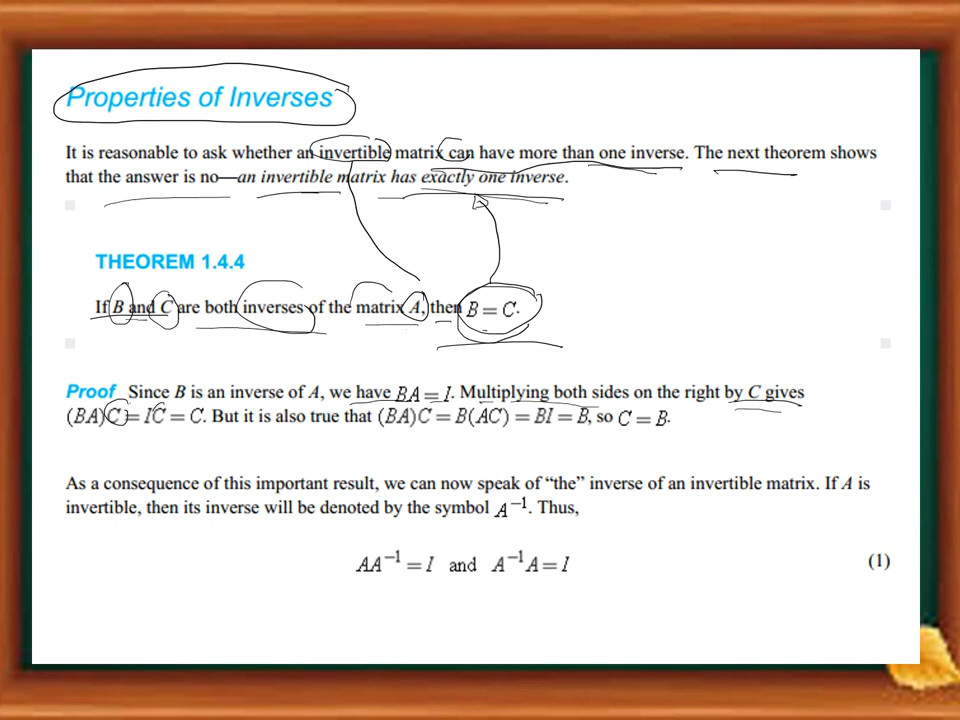 Properties of Inverses
It is reasonable to ask whether an invertible matrix can have more than one inverse. The next theorem shows
that the answer is no—an invertible matrix has exactly one inverse.
THEOREM 1.4.4
If B and C are both inverses of the matrix A, then B = C.
Proof Since B is an inverse of A, we have BA = I. Multiplying both sides on the right by C gives
(BA)C = IC = C. But it is also true that (BA)C = B(AC) = BI = B, so C = B.
As a consequence of this important result, we can now speak of “the” inverse of an invertible matrix. If A is
invertible, then its inverse will be denoted by the symbol A⁻¹. Thus,
AA⁻¹ = I and A⁻¹A = I (1)